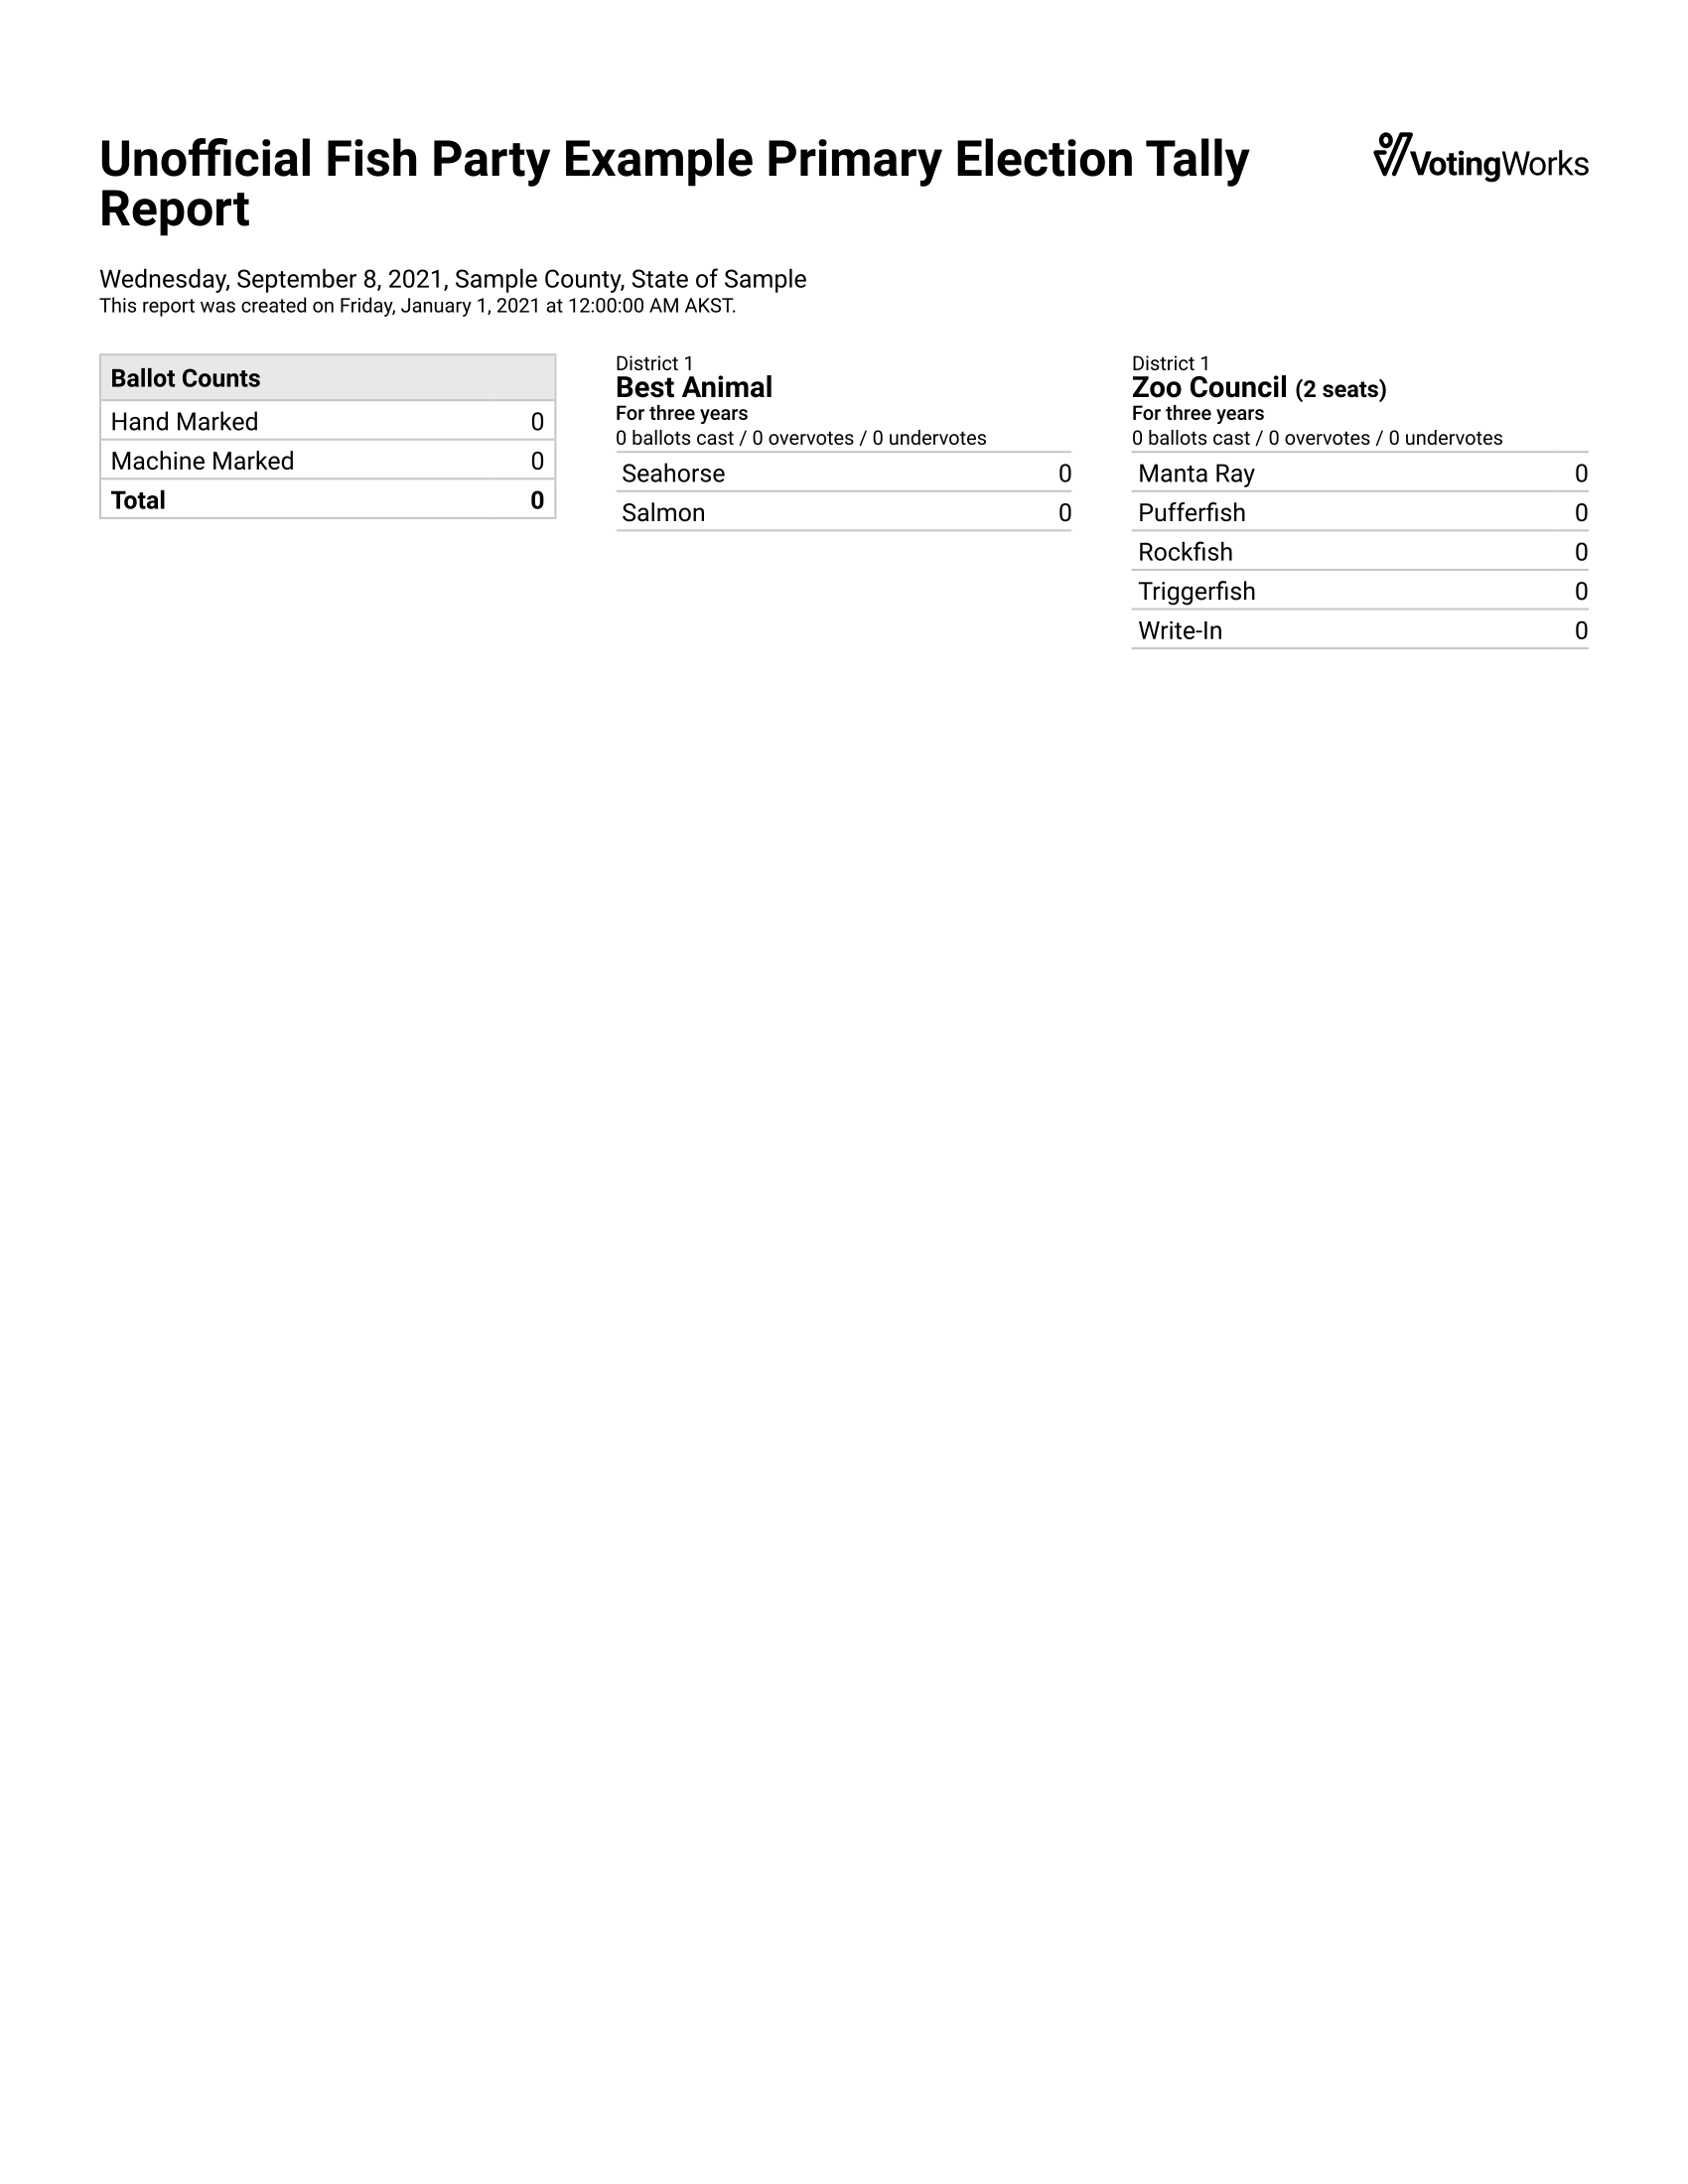 Unofficial Fish Party Example Primary Election Tally
Report
VotingWorks
Wednesday, September 8, 2021, Sample County, State of Sample
This report was created on Friday, January 1, 2021 at 12:00:00 AM AKST.
Ballot Counts
Hand Marked 0
Machine Marked 0
Total 0
District 1
Best Animal
For three years
0 ballots cast / 0 overvotes / 0 undervotes
Seahorse 0
Salmon 0
District 1
Zoo Council (2 seats)
For three years
0 ballots cast / 0 overvotes / 0 undervotes
Manta Ray 0
Pufferfish 0
Rockfish 0
Triggerfish 0
Write-In 0